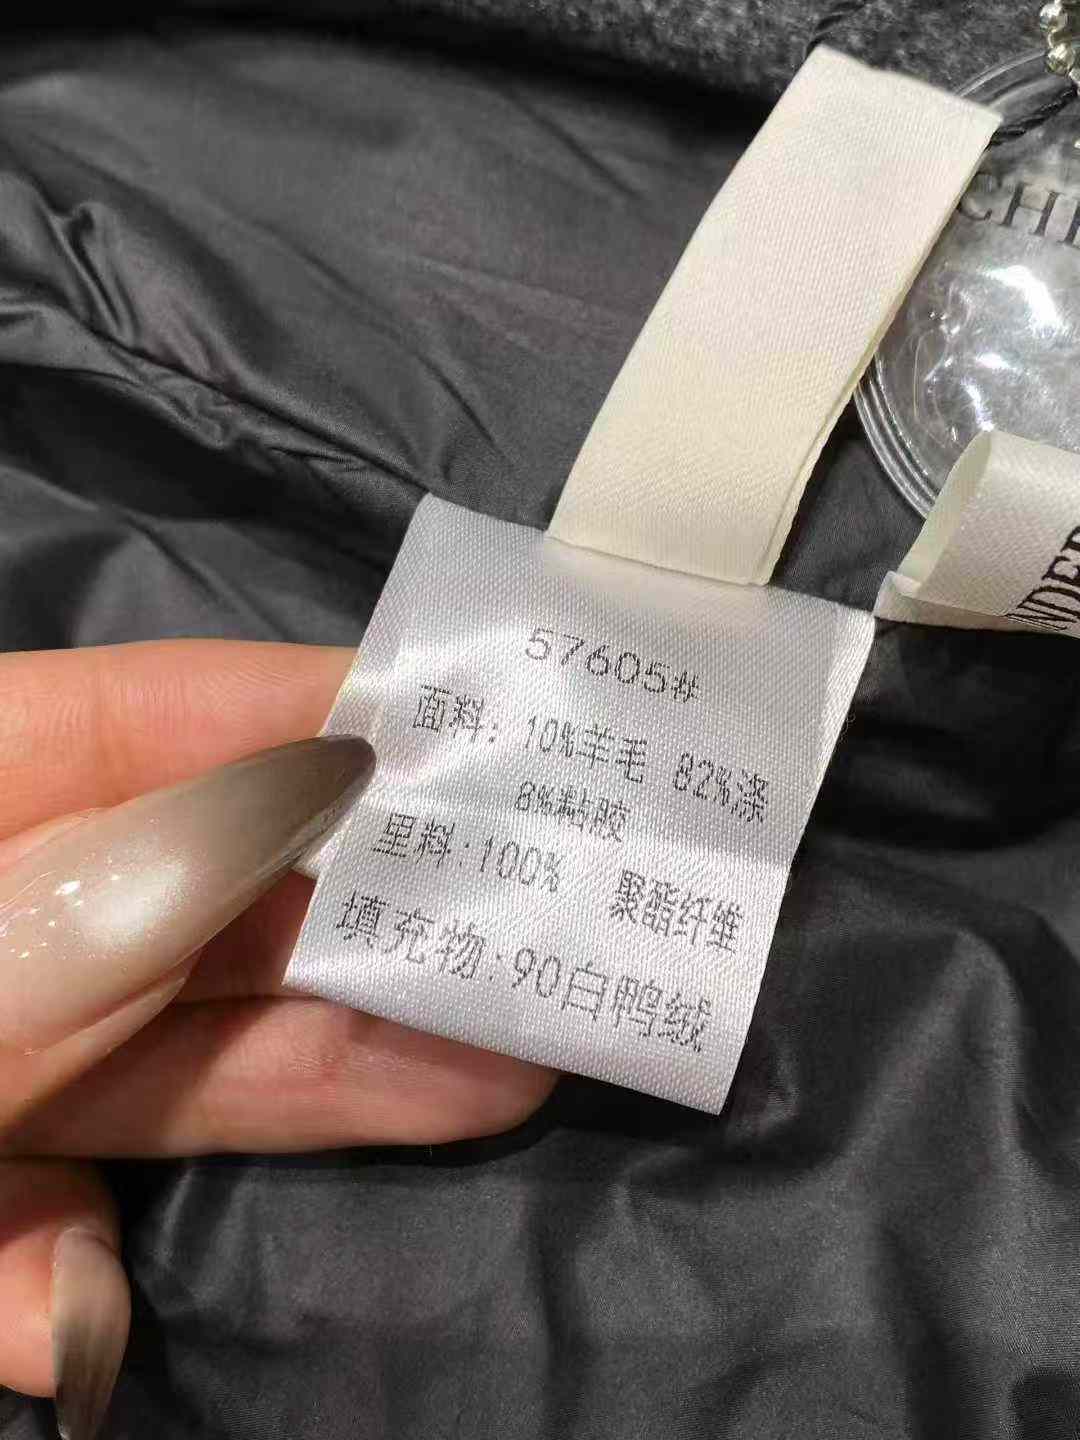 57605#
面料: 10%羊毛 82%涤
8%粘胶
里料:100% 聚酯纤维
填充物:90白鸭绒